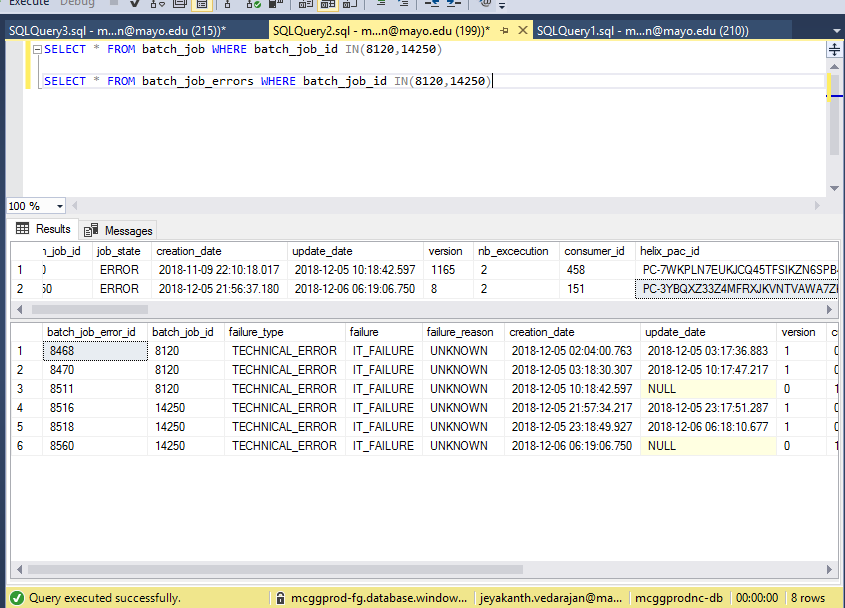 Execute Debug
SQLQuery3.sql - m...n@mayo.edu (215))* SQLQuery2.sql - m...n@mayo.edu (199))* SQLQuery1.sql - m...n@mayo.edu (210))
SELECT * FROM batch_job WHERE batch_job_id IN(8120,14250)
SELECT * FROM batch_job_errors WHERE batch_job_id IN(8120,14250)
100 %
Results Messages
job_id job_state creation_date update_date version nb_excecution consumer_id helix_pac_id
1 0 ERROR 2018-11-09 22:10:18.017 2018-12-05 10:18:42.597 1165 2 458 PC-7WKPLN7EUKJCQ45TFSIKZN6SPB
2 50 ERROR 2018-12-05 21:56:37.180 2018-12-06 06:19:06.750 8 2 151 PC-3YBQXZ33Z4MFRXJKVNTVAWA7Z
batch_job_error_id batch_job_id failure_type failure failure_reason creation_date update_date version c
1 8468 8120 TECHNICAL_ERROR IT_FAILURE UNKNOWN 2018-12-05 02:04:00.763 2018-12-05 03:17:36.883 1
2 8470 8120 TECHNICAL_ERROR IT_FAILURE UNKNOWN 2018-12-05 03:18:30.307 2018-12-05 10:17:47.217 1
3 8511 8120 TECHNICAL_ERROR IT_FAILURE UNKNOWN 2018-12-05 10:18:42.597 NULL 0
4 8516 14250 TECHNICAL_ERROR IT_FAILURE UNKNOWN 2018-12-05 21:57:34.217 2018-12-05 23:17:51.287 1
5 8518 14250 TECHNICAL_ERROR IT_FAILURE UNKNOWN 2018-12-05 23:18:49.927 2018-12-06 06:18:10.677 1
6 8560 14250 TECHNICAL_ERROR IT_FAILURE UNKNOWN 2018-12-06 06:19:06.750 NULL 0
Query executed successfully. mcggprod-fg.database.window... jeyakanth.vedarajan@ma... mcggprodnc-db 00:00:00 8 rows